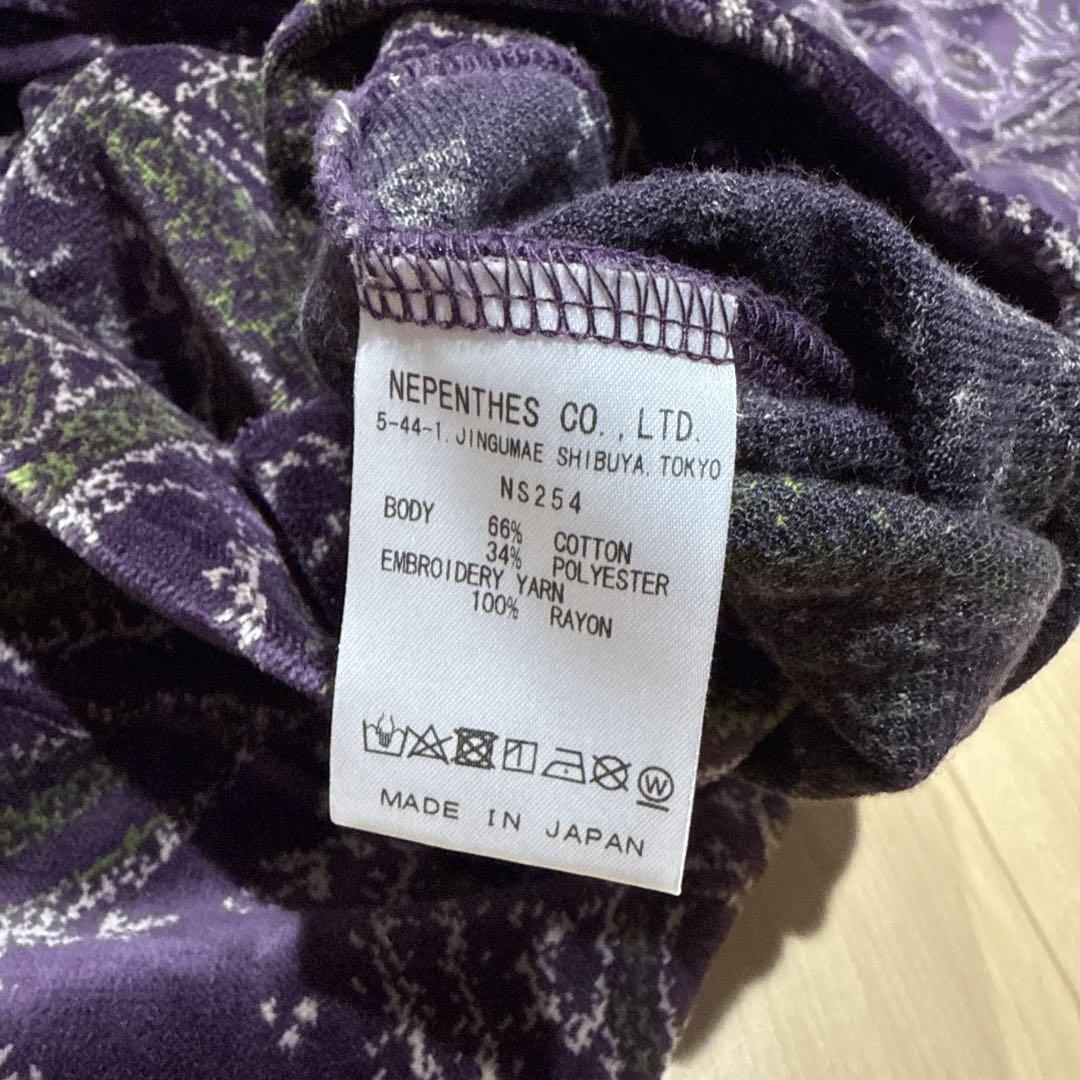 NEPENTHES CO., LTD.
5-44-1, JINGUMAE SHIBUYA, TOKYO
NS254
BODY 66% COTTON
34% POLYESTER
EMBROIDERY YARN
100% RAYON
W
MADE IN JAPAN